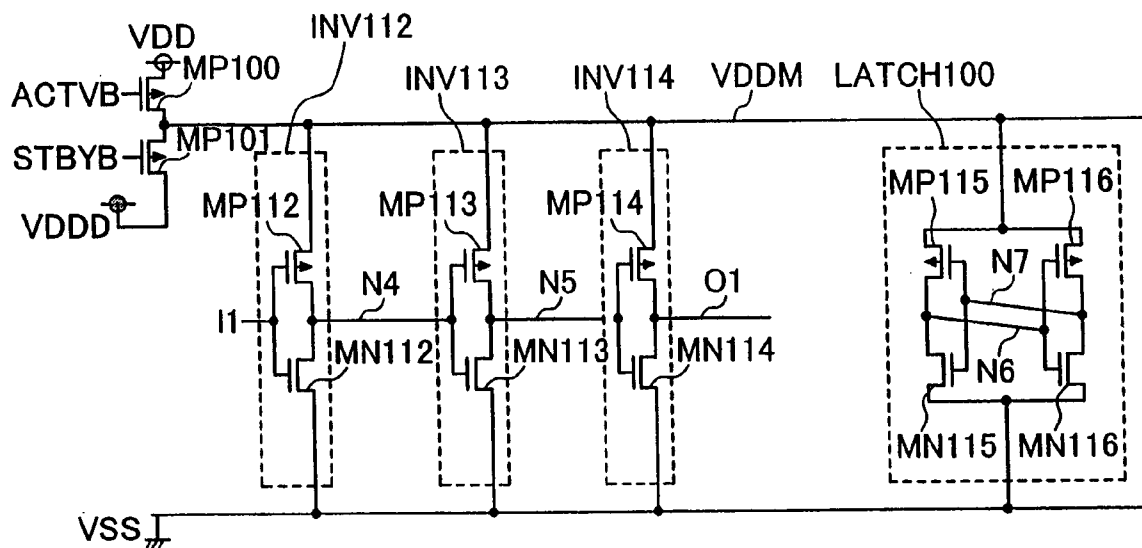 INV112
VDD
MP100
INV113
INV114
VDDM
LATCH100
ACTVB
MP101
STBYB
MP115
MP116
MP112
MP113
MP114
VDDD
N4
N5
N7
O1
I1
MN112
MN113
MN114
N6
MN115
MN116
VSS